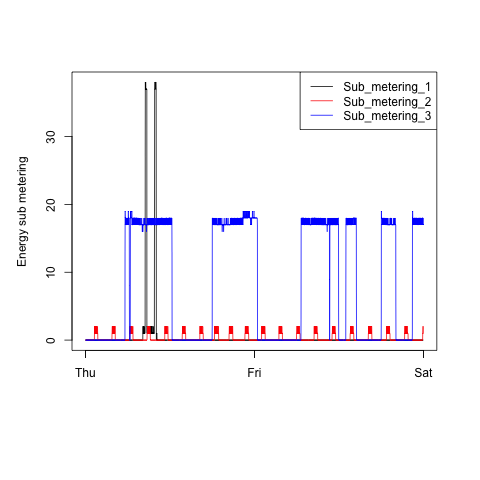 Sub_metering_1
Sub_metering_2
Sub_metering_3
Energy sub metering
30
20
10
0
Thu
Fri
Sat